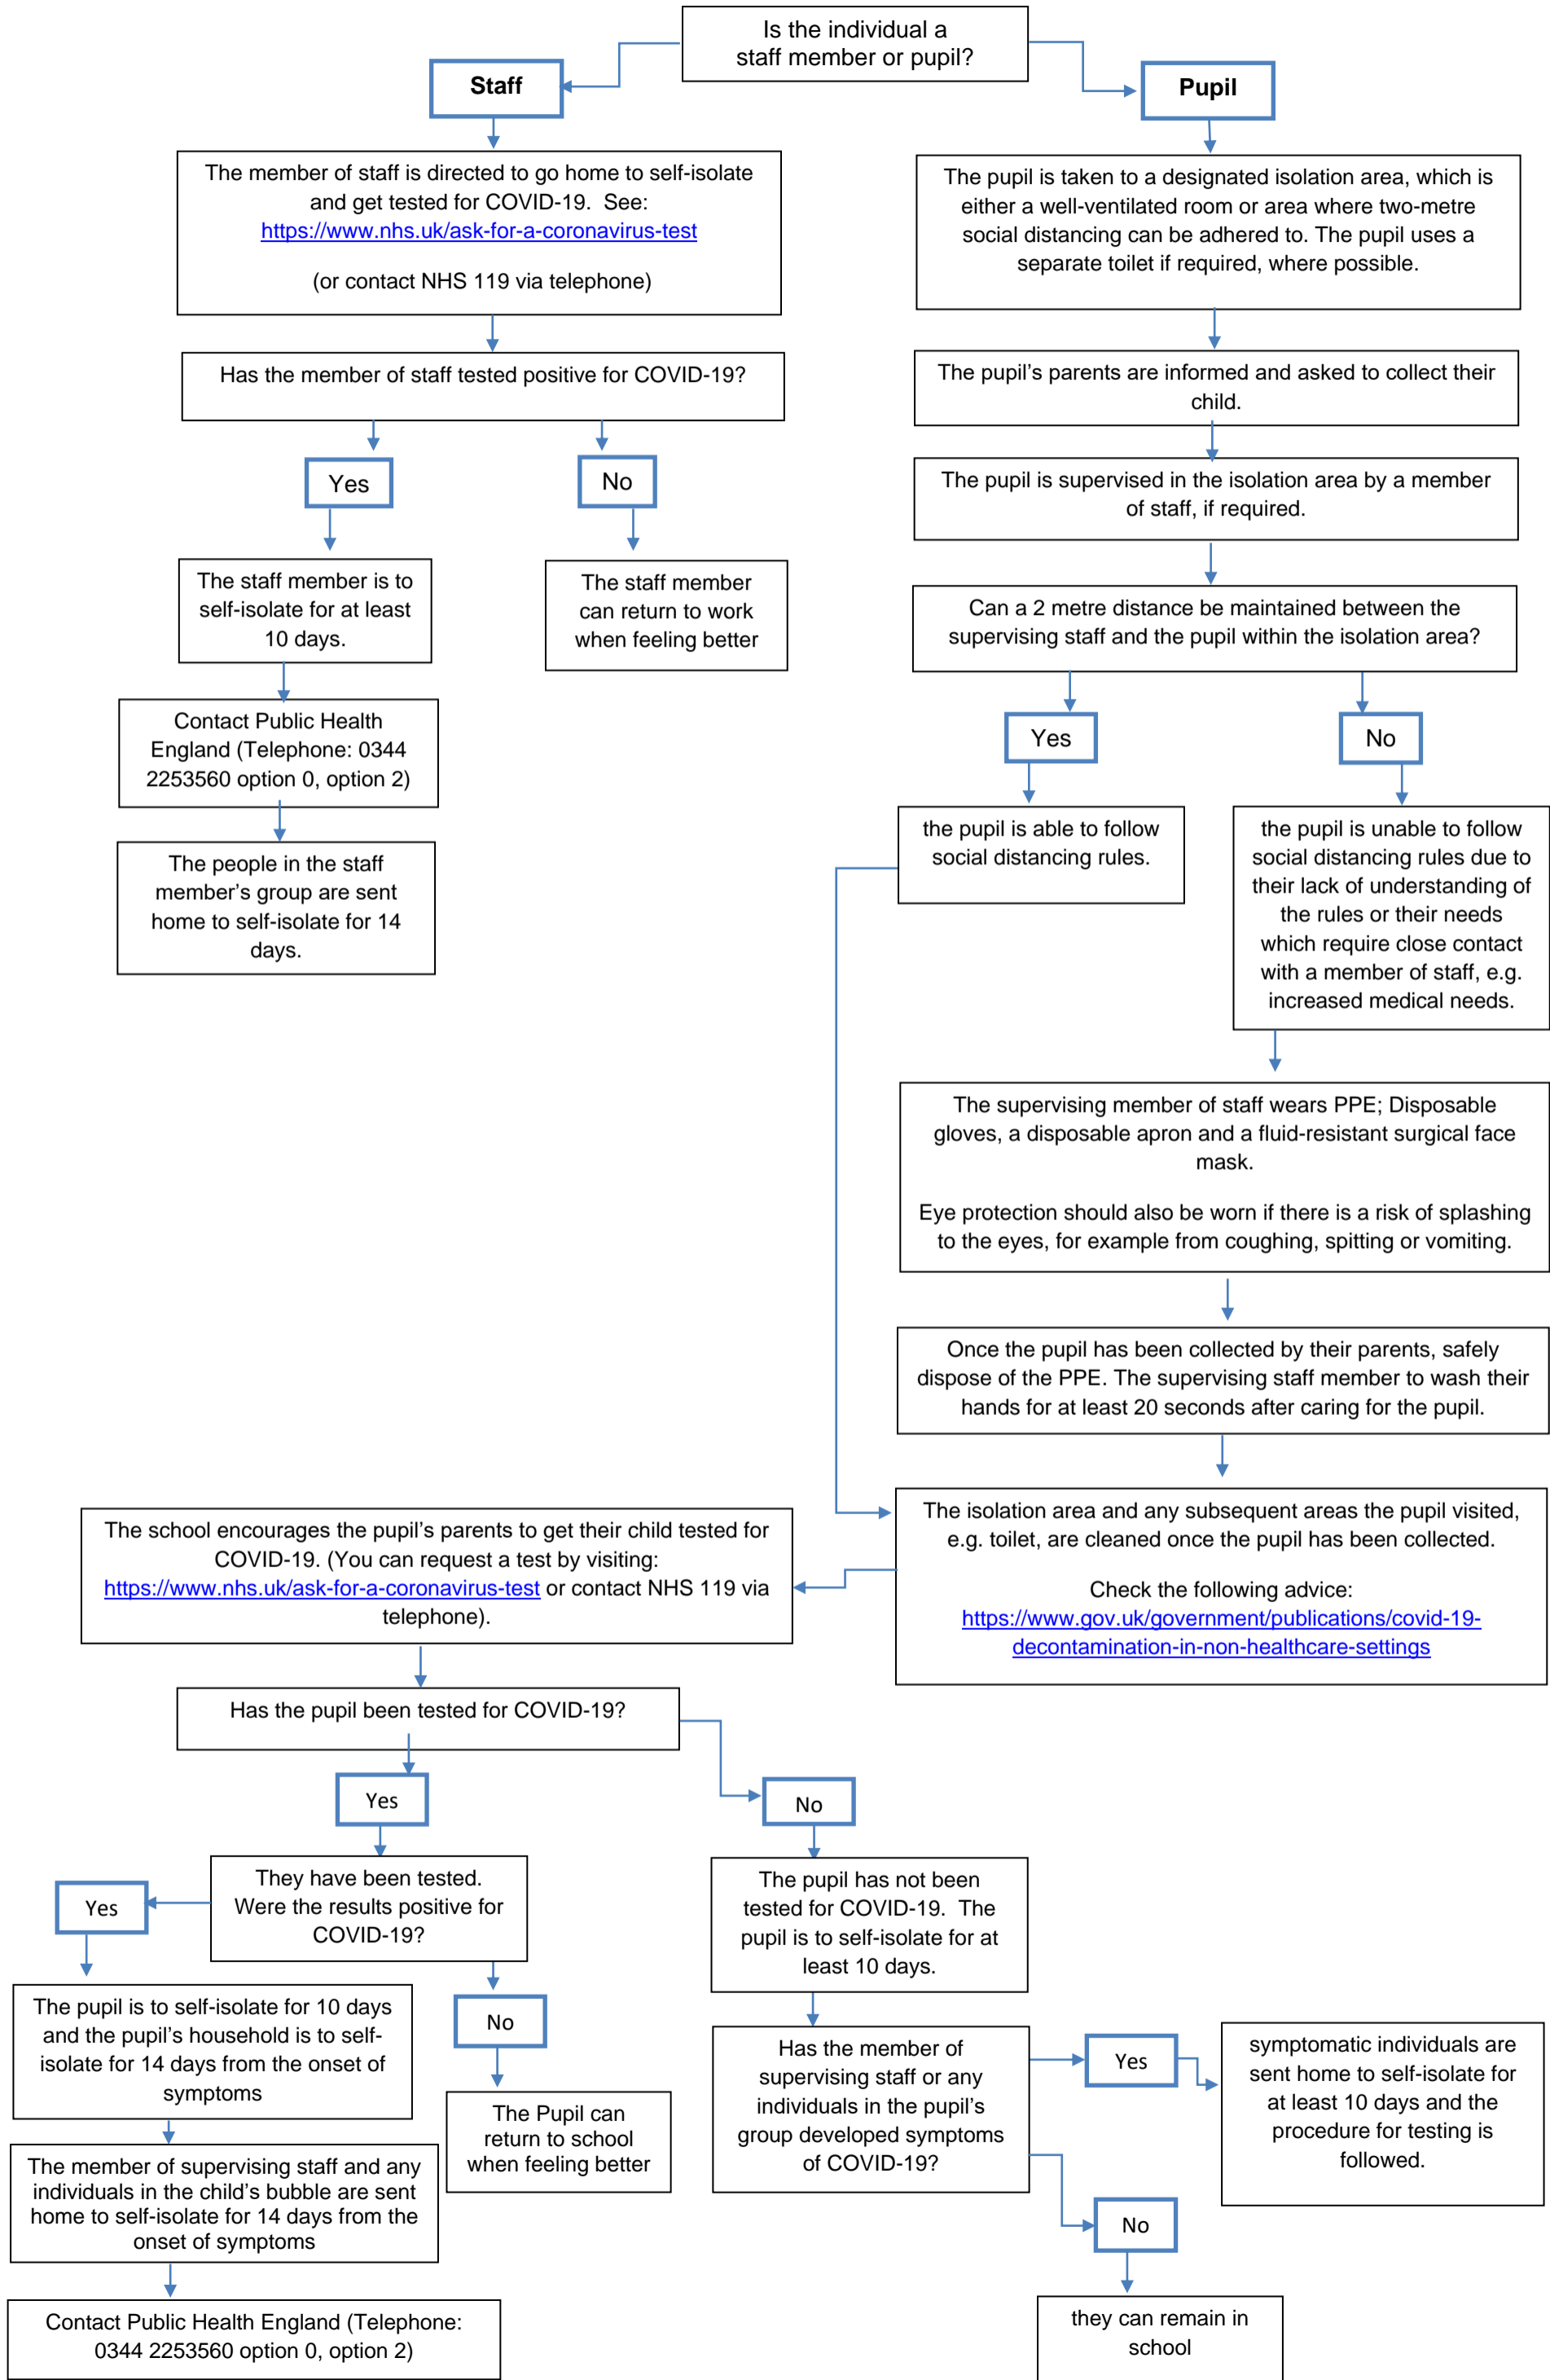 Is the individual a
staff member or pupil?
Staff
The member of staff is directed to go home to self-isolate
and get tested for COVID-19.  See:
https://www.nhs.uk/ask-for-a-coronavirus-test
(or contact NHS 119 via telephone)
Has the member of staff tested positive for COVID-19?
Yes
The staff member is to
self-isolate for at least
10 days.
Contact Public Health
England (Telephone: 0344
2253560 option 0, option 2)
The people in the staff
member’s group are sent
home to self-isolate for 14
days.
No
The staff member
can return to work
when feeling better
Pupil
The pupil is taken to a designated isolation area, which is
either a well-ventilated room or area where two-metre
social distancing can be adhered to. The pupil uses a
separate toilet if required, where possible.
The pupil’s parents are informed and asked to collect their
child.
The pupil is supervised in the isolation area by a member
of staff, if required.
Can a 2 metre distance be maintained between the
supervising staff and the pupil within the isolation area?
Yes
the pupil is able to follow
social distancing rules.
No
the pupil is unable to follow
social distancing rules due to
their lack of understanding of
the rules or their needs
which require close contact
with a member of staff, e.g.
increased medical needs.
The supervising member of staff wears PPE; Disposable
gloves, a disposable apron and a fluid-resistant surgical face
mask.
Eye protection should also be worn if there is a risk of splashing
to the eyes, for example from coughing, spitting or vomiting.
Once the pupil has been collected by their parents, safely
dispose of the PPE. The supervising staff member to wash their
hands for at least 20 seconds after caring for the pupil.
The isolation area and any subsequent areas the pupil visited,
e.g. toilet, are cleaned once the pupil has been collected.
Check the following advice:
https://www.gov.uk/government/publications/covid-19-
decontamination-in-non-healthcare-settings
The school encourages the pupil’s parents to get their child tested for
COVID-19. (You can request a test by visiting:
https://www.nhs.uk/ask-for-a-coronavirus-test or contact NHS 119 via
telephone).
Has the pupil been tested for COVID-19?
Yes
They have been tested.
Were the results positive for
COVID-19?
Yes
The pupil is to self-isolate for 10 days
and the pupil’s household is to self-
isolate for 14 days from the onset of
symptoms
The member of supervising staff and any
individuals in the child’s bubble are sent
home to self-isolate for 14 days from the
onset of symptoms
Contact Public Health England (Telephone:
0344 2253560 option 0, option 2)
No
The Pupil can
return to school
when feeling better
No
The pupil has not been
tested for COVID-19.  The
pupil is to self-isolate for at
least 10 days.
Has the member of
supervising staff or any
individuals in the pupil’s
group developed symptoms
of COVID-19?
Yes
symptomatic individuals are
sent home to self-isolate for
at least 10 days and the
procedure for testing is
followed.
No
they can remain in
school